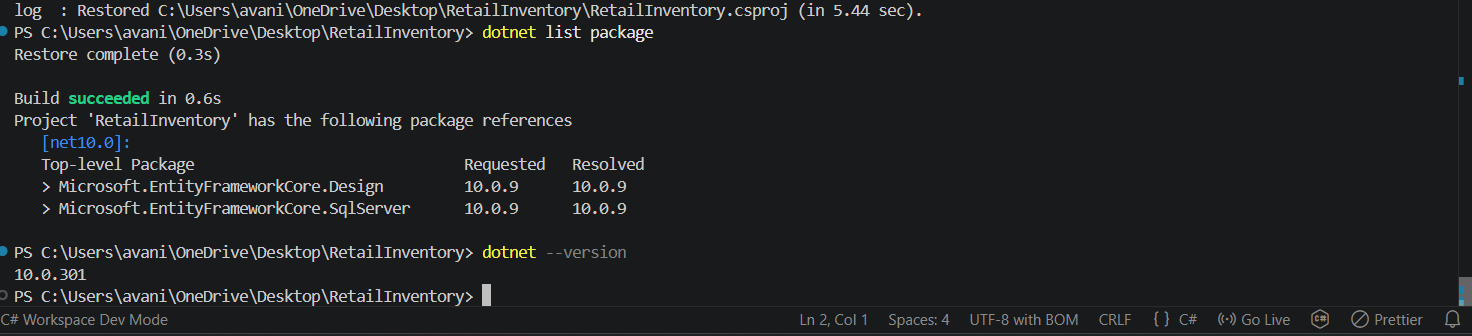 log  : Restored C:\Users\avani\OneDrive\Desktop\RetailInventory\RetailInventory.csproj (in 5.44 sec).
PS C:\Users\avani\OneDrive\Desktop\RetailInventory> dotnet list package
Restore complete (0.3s)
Build succeeded in 0.6s
Project 'RetailInventory' has the following package references
[net10.0]:
Top-level Package Requested Resolved
> Microsoft.EntityFrameworkCore.Design 10.0.9 10.0.9
> Microsoft.EntityFrameworkCore.SqlServer 10.0.9 10.0.9
PS C:\Users\avani\OneDrive\Desktop\RetailInventory> dotnet --version
10.0.301
PS C:\Users\avani\OneDrive\Desktop\RetailInventory>
C# Workspace Dev Mode Ln 2, Col 1 Spaces: 4 UTF-8 with BOM CRLF {} C# Go Live Prettier